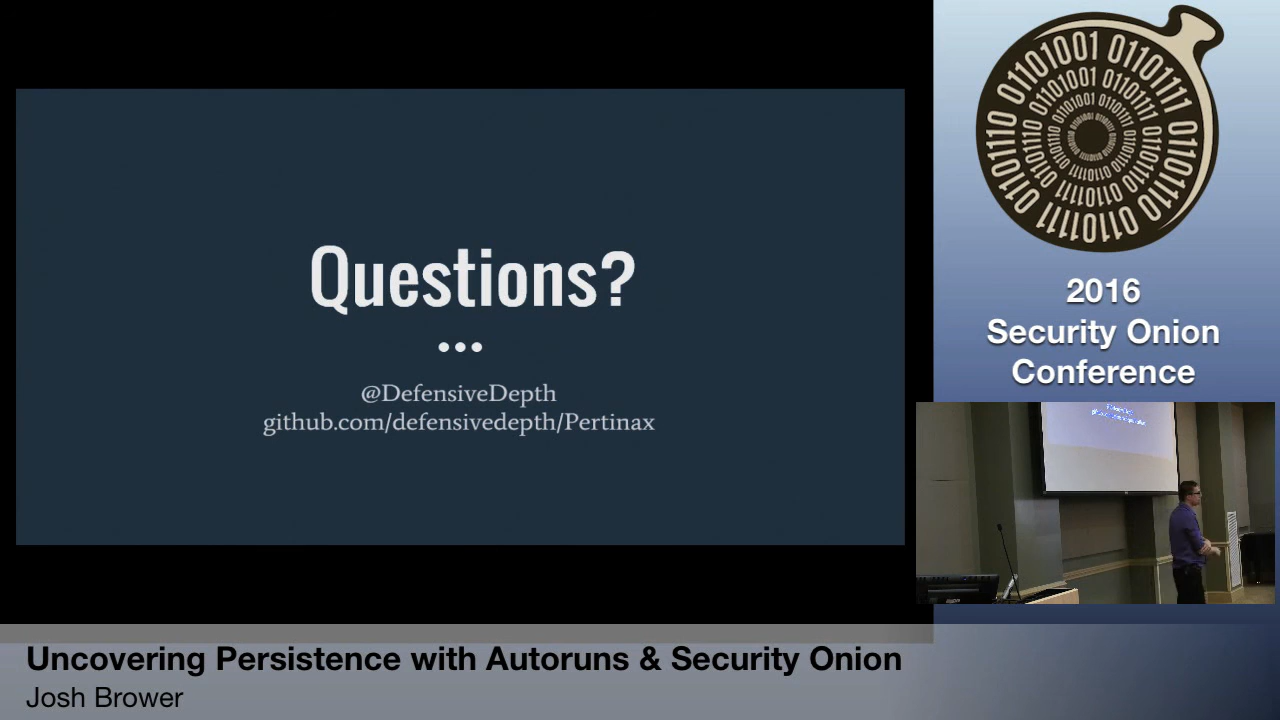 Questions?
@DefensiveDepth
github.com/defensivedepth/Pertinax
2016
Security Onion
Conference
Uncovering Persistence with Autoruns & Security Onion
Josh Brower